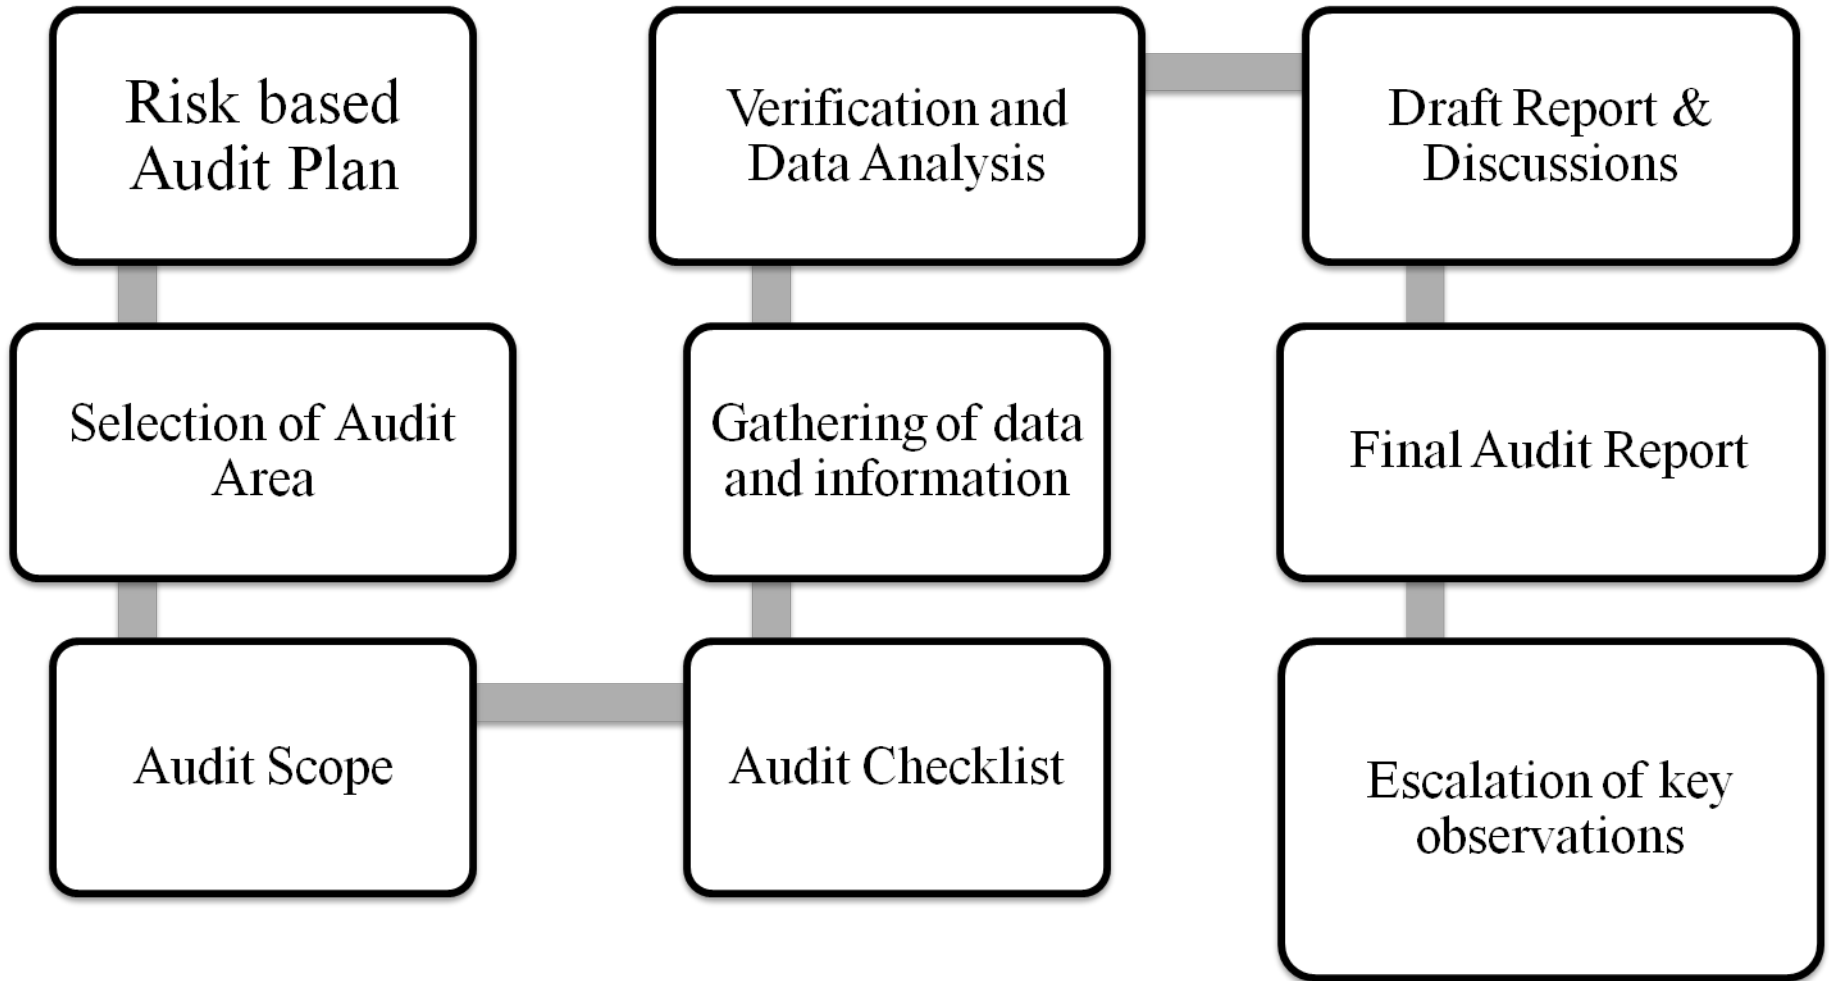 Risk based
Audit Plan
Selection of Audit
Area
Audit Scope
Audit Checklist
Gathering of data
and information
Verification and
Data Analysis
Draft Report &
Discussions
Final Audit Report
Escalation of key
observations